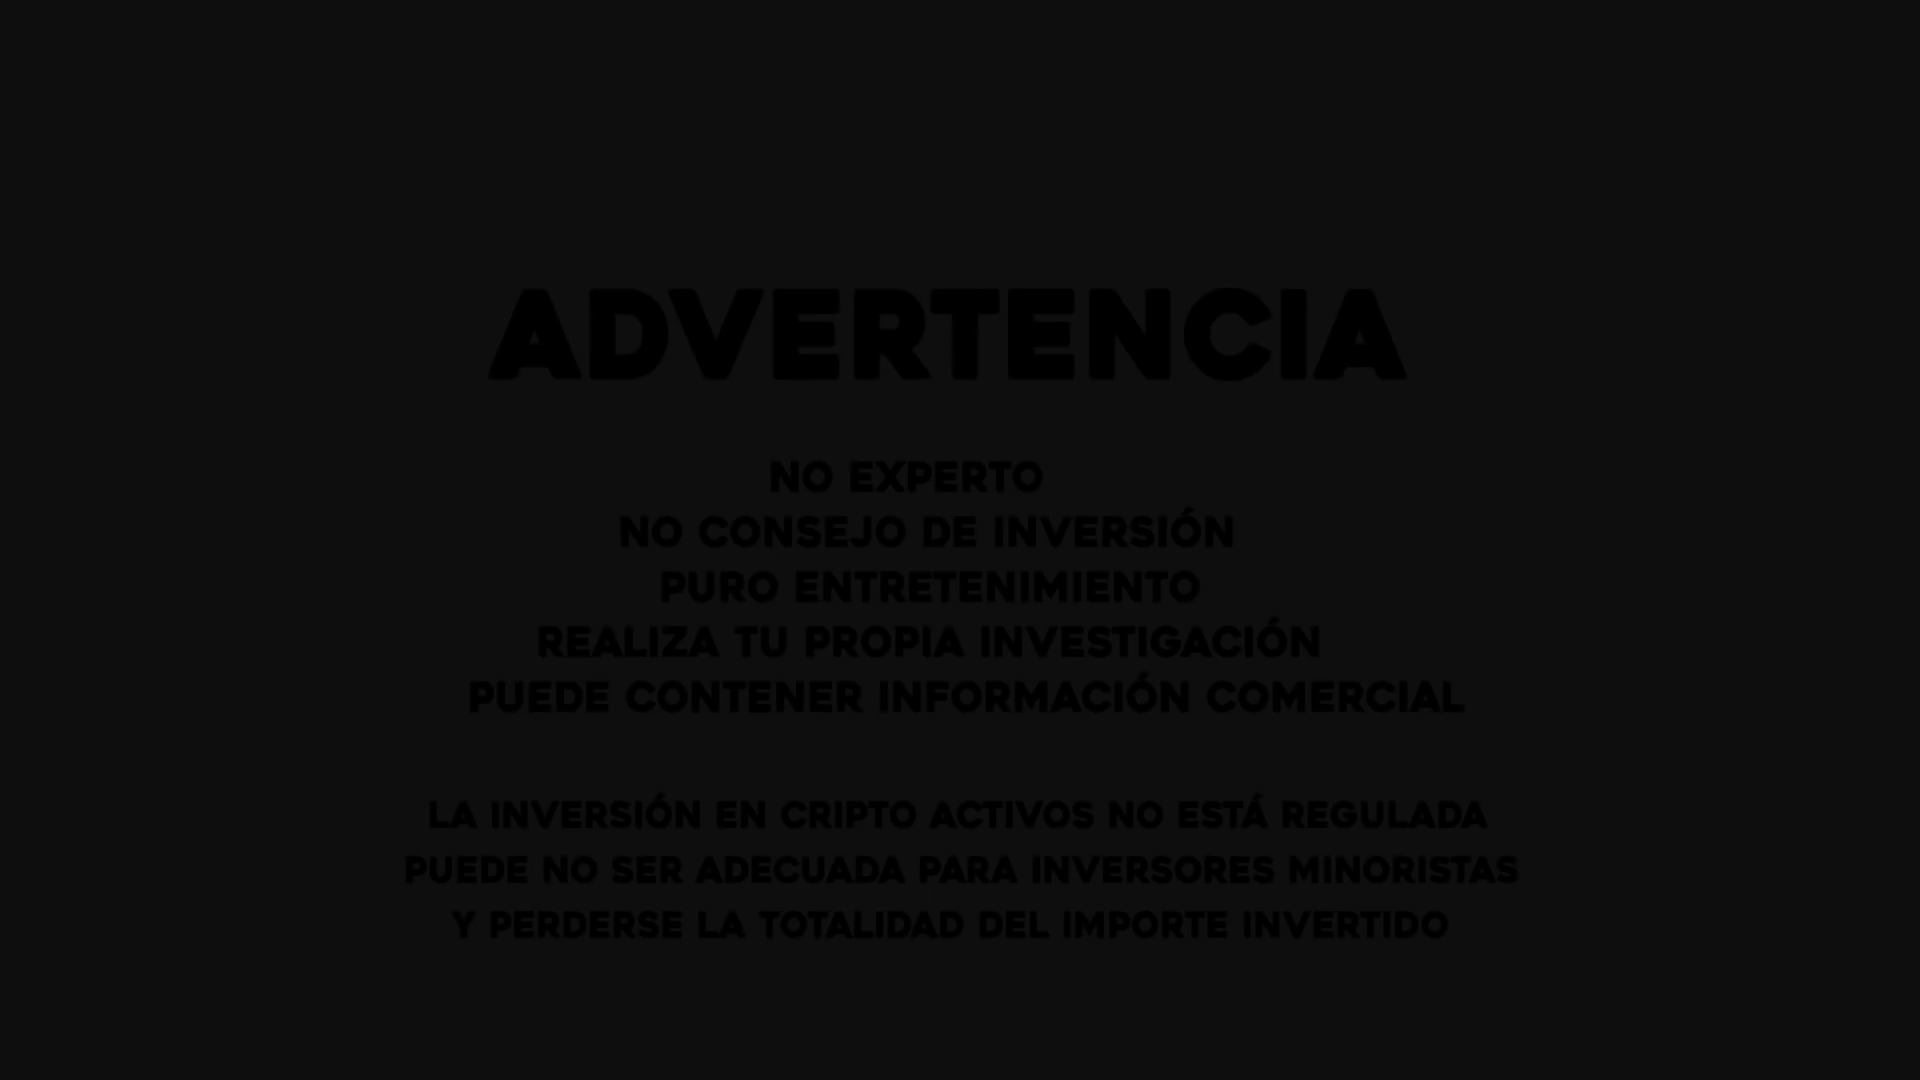 ADVERTENCIA
NO EXPERTO
NO CONSEJO DE INVERSIÓN
PURO ENTRETENIMIENTO
REALIZA TU PROPIA INVESTIGACIÓN
PUEDE CONTENER INFORMACIÓN COMERCIAL
LA INVERSIÓN EN CRIPTO ACTIVOS NO ESTÁ REGULADA
PUEDE NO SER ADECUADA PARA INVERSORES MINORISTAS
Y PERDERSE LA TOTALIDAD DEL IMPORTE INVERTIDO